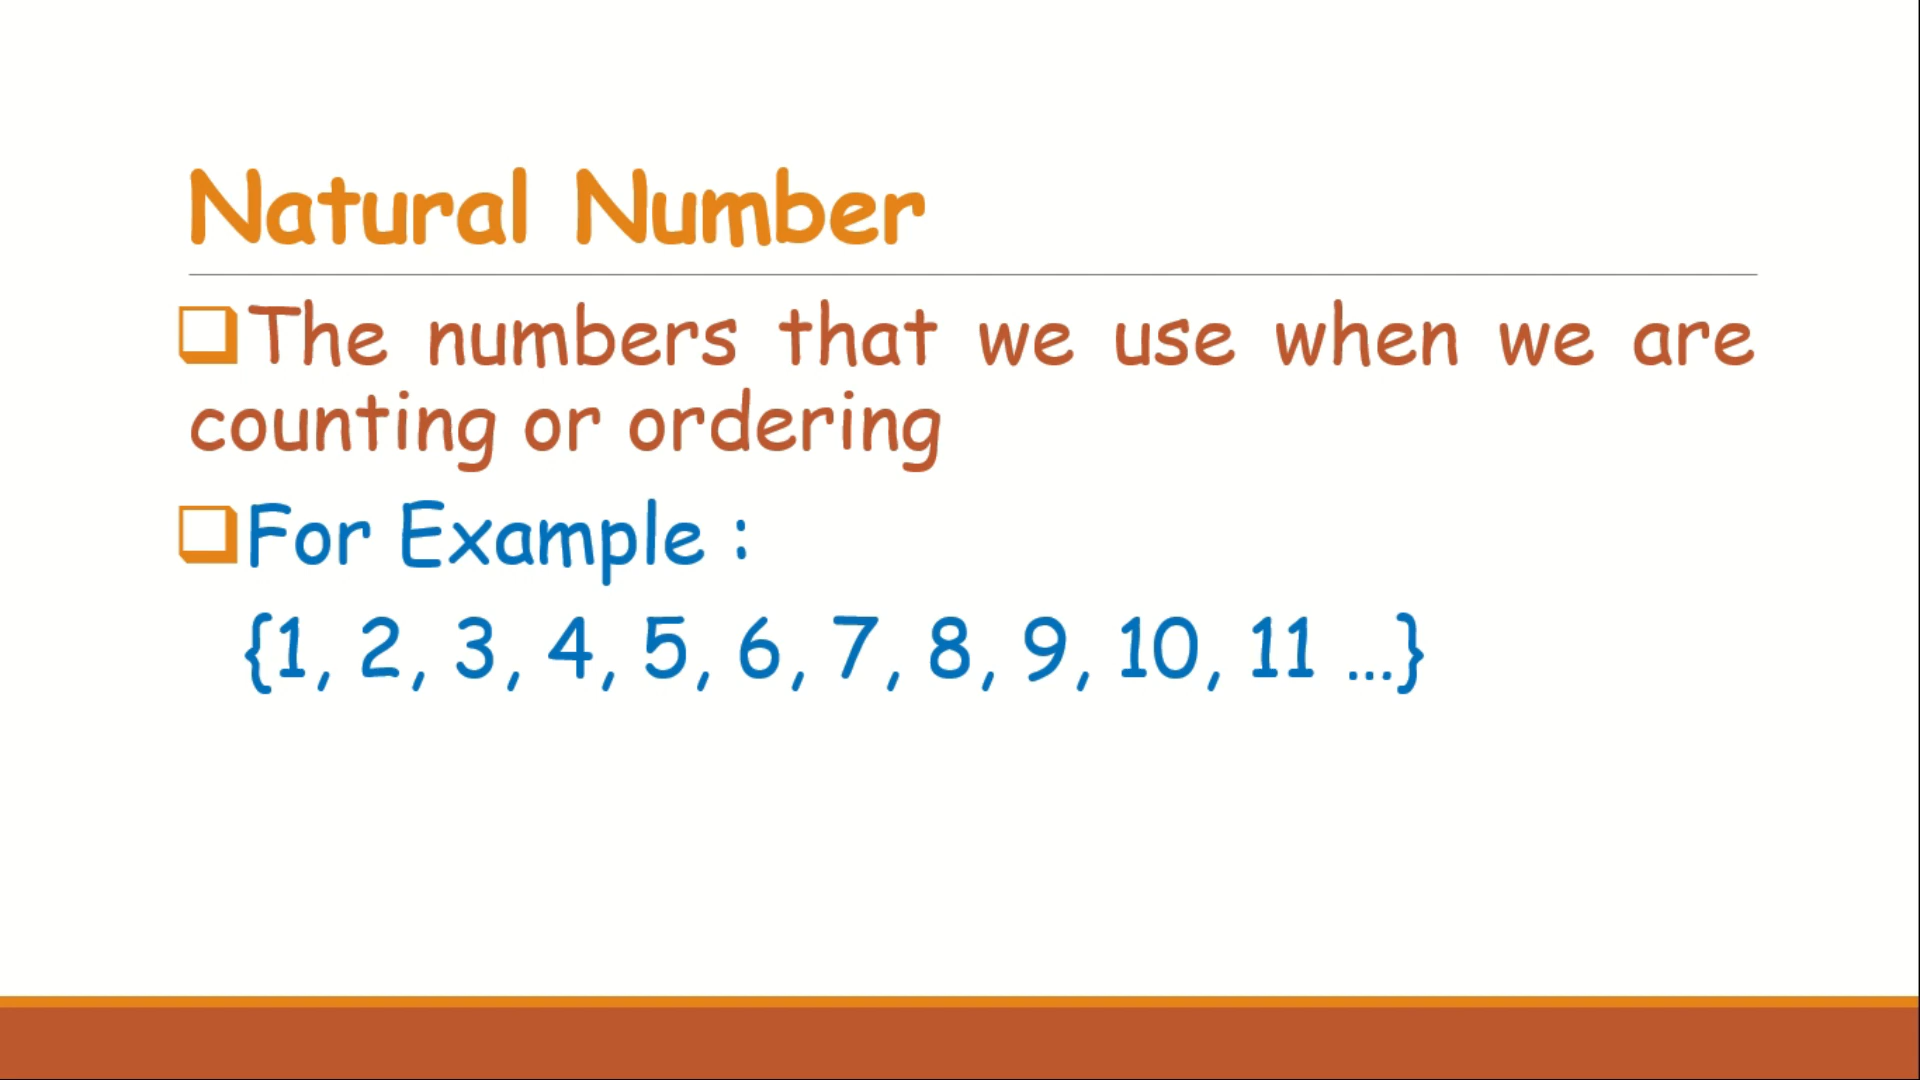 Natural Number
The numbers that we use when we are
counting or ordering
For Example :
{1, 2, 3, 4, 5, 6, 7, 8, 9, 10, 11 ...}